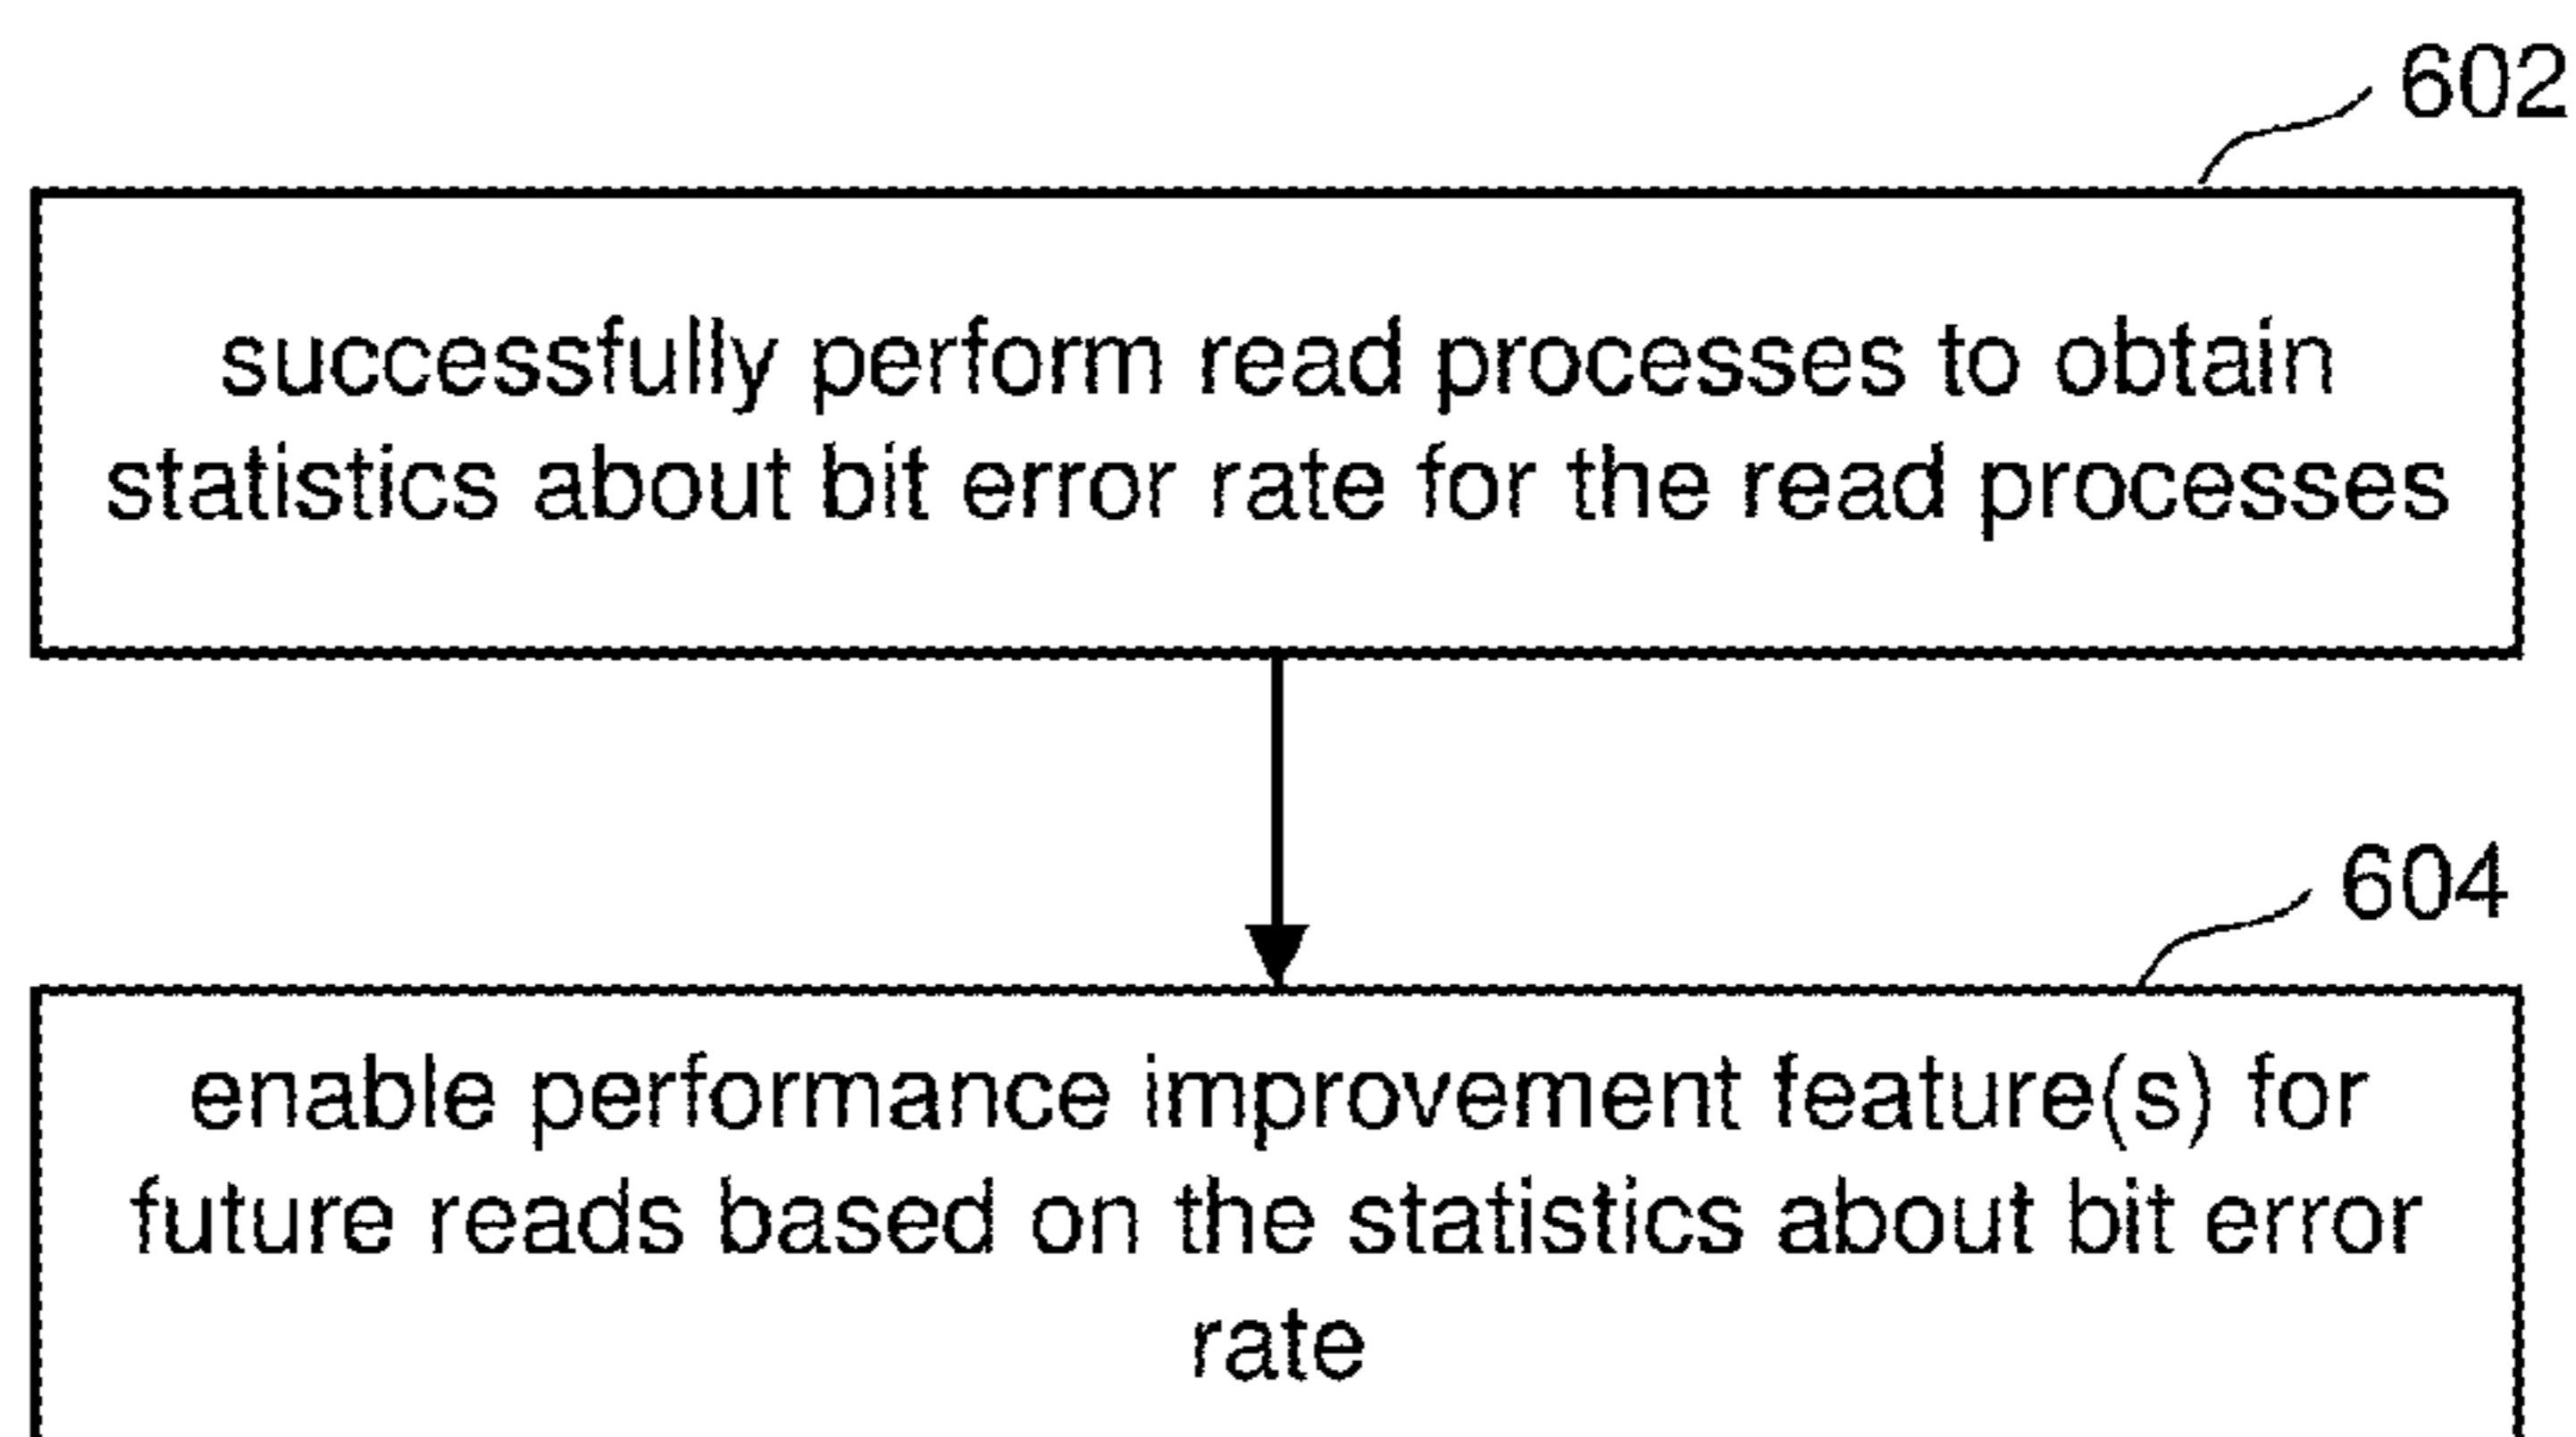 602
successfully perform read processes to obtain
statistics about bit error rate for the read processes
604
enable performance improvement feature(s) for
future reads based on the statistics about bit error
rate